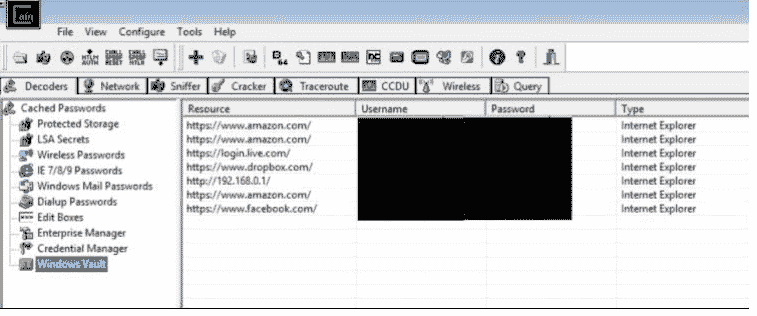 Cain
File View Configure Tools Help
Decoders Network Sniffer Cracker Traceroute CCDU Wireless Query
Cached Passwords
Protected Storage
LSA Secrets
Wireless Passwords
IE 7/8/9 Passwords
Windows Mail Passwords
Dialup Passwords
Edit Boxes
Enterprise Manager
Credential Manager
Windows Vault
Resource Username Password Type
https://www.amazon.com/ Internet Explorer
https://www.amazon.com/ Internet Explorer
https://login.live.com/ Internet Explorer
https://www.dropbox.com/ Internet Explorer
http://192.168.0.1/ Internet Explorer
https://www.amazon.com/ Internet Explorer
https://www.facebook.com/ Internet Explorer